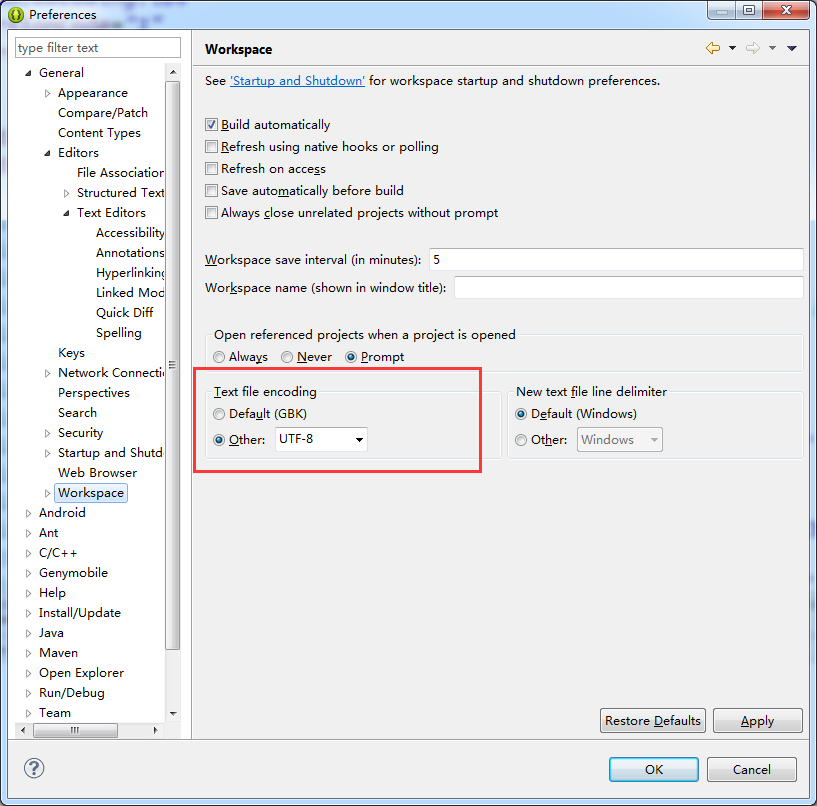 Preferences
type filter text
General
Appearance
Compare/Patch
Content Types
Editors
File Association
Structured Text
Text Editors
Accessibility
Annotations
Hyperlinking
Linked Mod
Quick Diff
Spelling
Keys
Network Connecti
Perspectives
Search
Security
Startup and Shutd
Web Browser
Workspace
Android
Ant
C/C++
Genymobile
Help
Install/Update
Java
Maven
Open Explorer
Run/Debug
Team
Workspace
See 'Startup and Shutdown' for workspace startup and shutdown preferences.
Build automatically
Refresh using native hooks or polling
Refresh on access
Save automatically before build
Always close unrelated projects without prompt
Workspace save interval (in minutes): 5
Workspace name (shown in window title):
Open referenced projects when a project is opened
Always Never Prompt
Text file encoding
Default (GBK)
Other: UTF-8
New text file line delimiter
Default (Windows)
Other: Windows
Restore Defaults Apply
OK Cancel